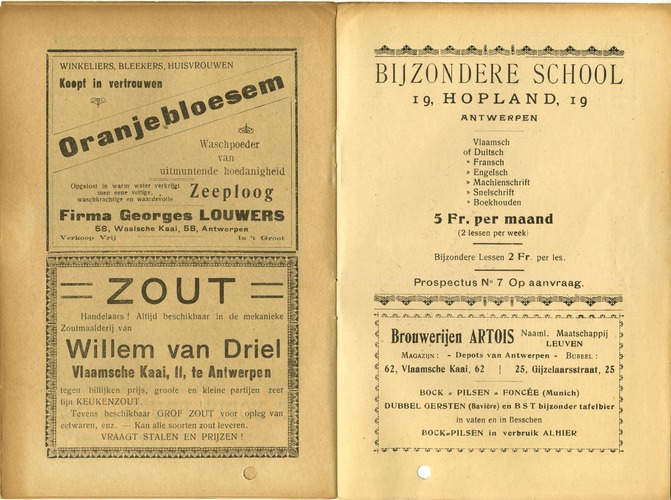 WINKELIERS, BLEEKERS, HUISVROUWEN
Koopt in vertrouwen
Oranjebloesem
Waschpoeder
van
uitmuntende hoedanigheid
Opgelost in warm water verkrijgt
men eene vettige,
waschkrachtige en waardevolle
Zeeploog
Firma Georges LOUWERS
58, Waalsche Kaai, 58, Antwerpen
Verkoop Vrij In 't Groot
= ZOUT =
Handelaars ! Altijd beschikbaar in de mekanieke
Zoutmaalderij van
Willem van Driel
Vlaamsche Kaai, 11, te Antwerpen
tegen billijken prijs, groote en kleine partijen zeer
fijn KEUKENZOUT.
Tevens beschikbaar GROF ZOUT voor opleg van
eetwaren, enz. — Kan alle soorten zout leveren.
VRAAGT STALEN EN PRIJZEN !
BIJZONDERE SCHOOL
19, HOPLAND, 19
ANTWERPEN
Vlaamsch
of Duitsch
» Fransch
» Engelsch
» Machienschrift
» Snelschrift
» Boekhouden
5 Fr. per maand
(2 lessen per week)
Bijzondere Lessen 2 Fr. per les.
Prospectus No 7 Op aanvraag.
Brouwerijen ARTOIS Naaml. Maatschappij
LEUVEN
MAGAZIJN : - Depots van Antwerpen - BUREEL :
62, Vlaamsche Kaai, 62 | 25, Gijzelaarsstraat, 25
BOCK » PILSEN » FONCÉE (Munich)
DUBBEL GERSTEN (Bavière) en B S T bijzonder tafelbier
in vaten en in flesschen
BOCK»PILSEN in verbruik ALHIER